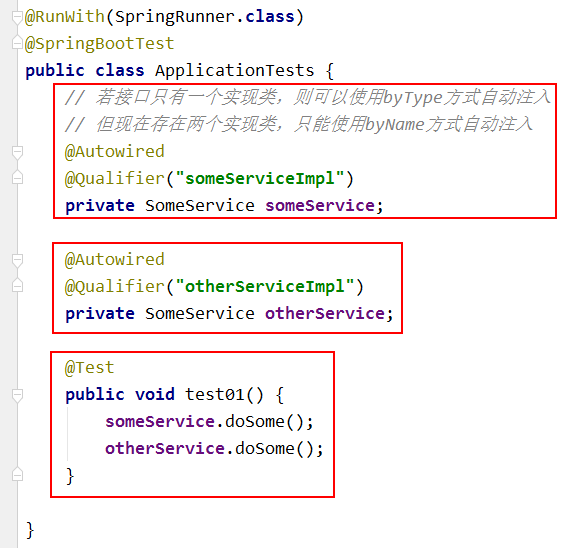 @RunWith(SpringRunner.class)
@SpringBootTest
public class ApplicationTests {
// 若接口只有一个实现类，则可以使用byType方式自动注入
// 但现在存在两个实现类，只能使用byName方式自动注入
@Autowired
@Qualifier("someServiceImpl")
private SomeService someService;
@Autowired
@Qualifier("otherServiceImpl")
private SomeService otherService;
@Test
public void test01() {
someService.doSome();
otherService.doSome();
}
}